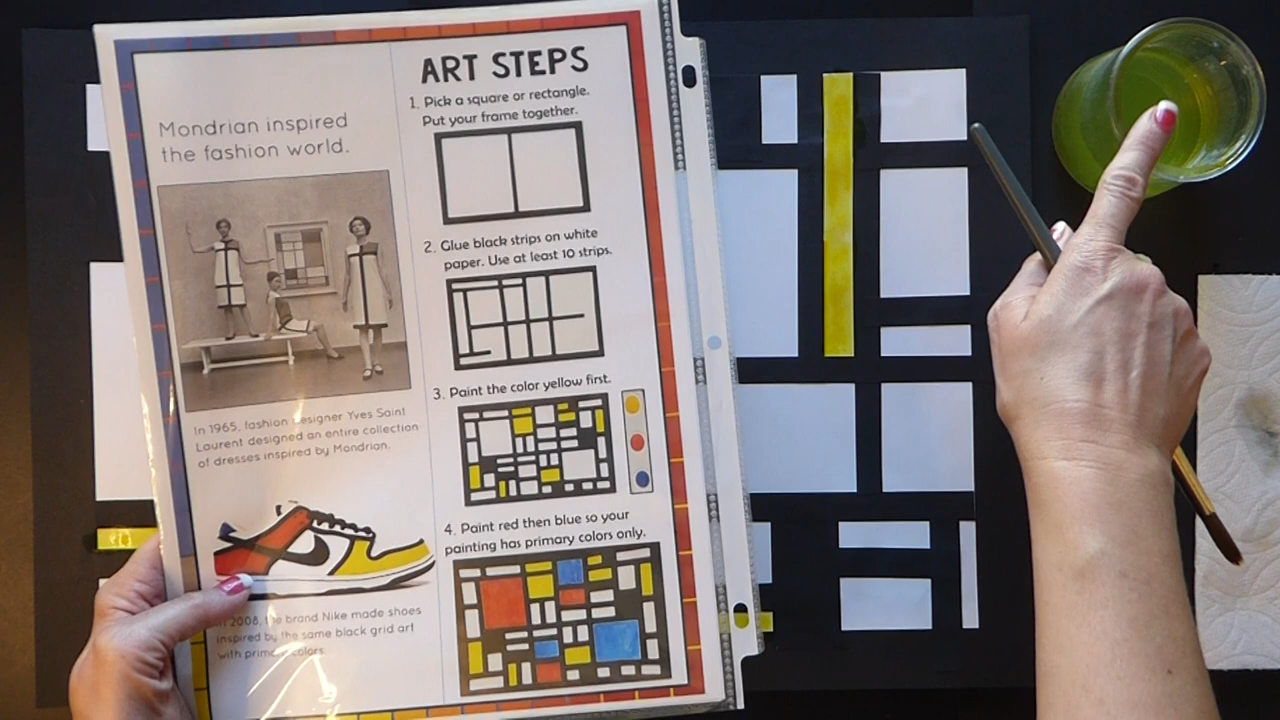 Mondrian inspired
the fashion world.
In 1965, fashion designer Yves Saint
Laurent designed an entire collection
of dresses inspired by Mondrian.
In 2008, the brand Nike made shoes
inspired by the same black grid art
with primary colors.
ART STEPS
1. Pick a square or rectangle.
Put your frame together.
2. Glue black strips on white
paper. Use at least 10 strips.
3. Paint the color yellow first.
4. Paint red then blue so your
painting has primary colors only.